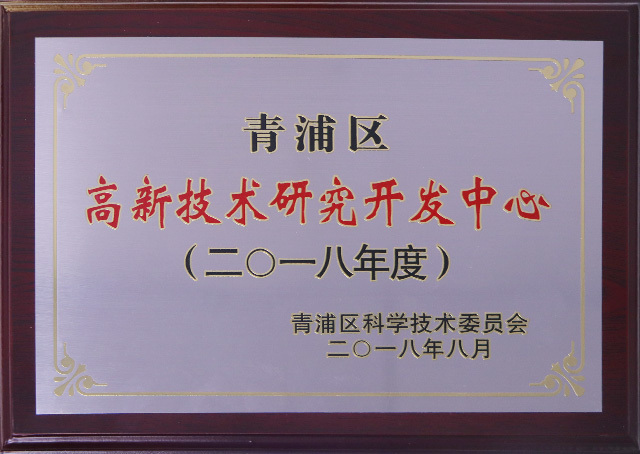 青浦区
高新技术研究开发中心
（二〇一八年度）
青浦区科学技术委员会
二〇一八年八月